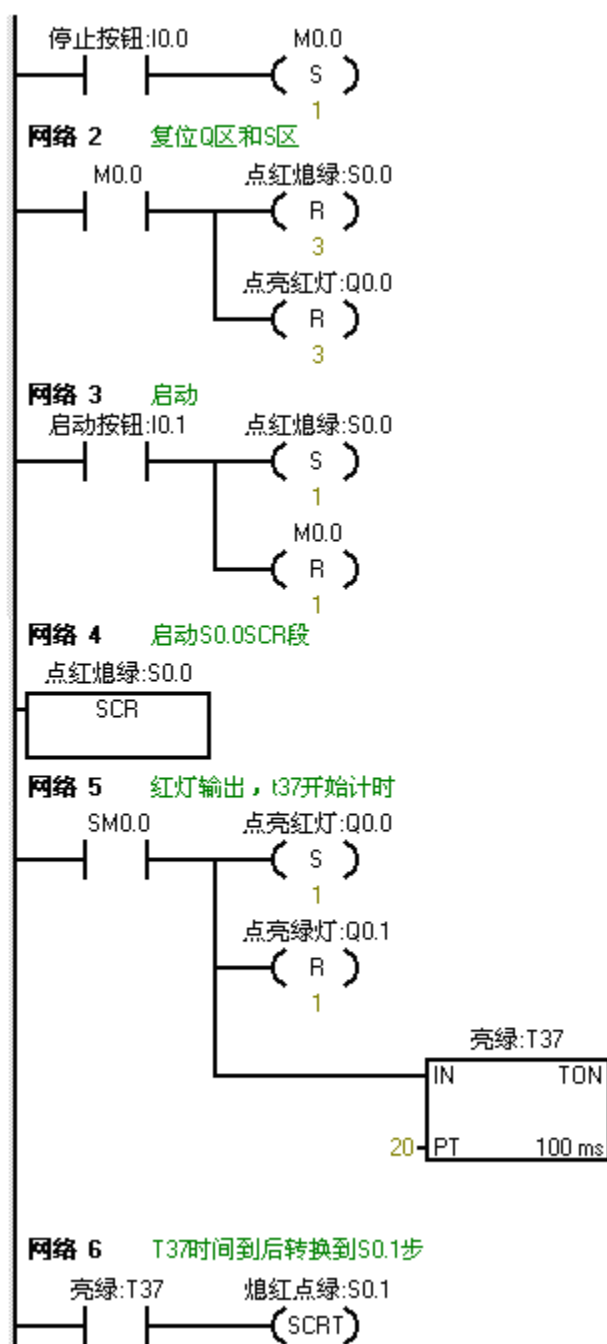 停止按钮:I0.0 M0.0
S
1
网络 2 复位Q区和S区
M0.0 点红熄绿:S0.0
R
3
点亮红灯:Q0.0
R
3
网络 3 启动
启动按钮:I0.1 点红熄绿:S0.0
S
1
M0.0
R
1
网络 4 启动S0.0SCR段
点红熄绿:S0.0
SCR
网络 5 红灯输出，t37开始计时
SM0.0 点亮红灯:Q0.0
S
1
点亮绿灯:Q0.1
R
1
亮绿:T37
IN TON
20 PT 100 ms
网络 6 T37时间到后转换到S0.1步
亮绿:T37 熄红点绿:S0.1
SCRT